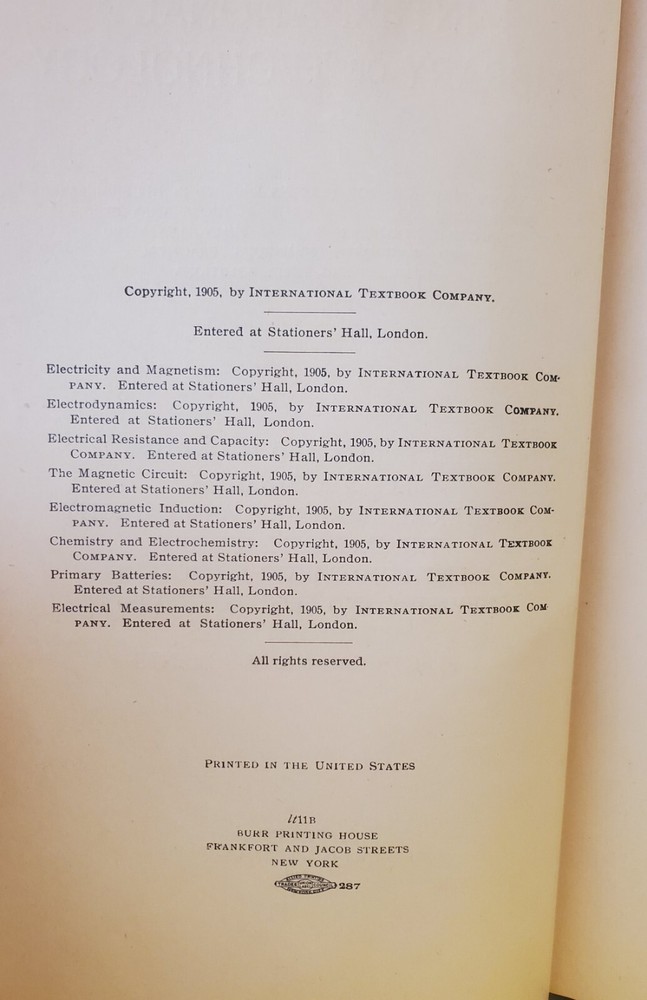 Copyright, 1905, by INTERNATIONAL TEXTBOOK COMPANY.
Entered at Stationers' Hall, London.
Electricity and Magnetism: Copyright, 1905, by INTERNATIONAL TEXTBOOK COM-
PANY. Entered at Stationers' Hall, London.
Electrodynamics: Copyright, 1905, by INTERNATIONAL TEXTBOOK COMPANY.
Entered at Stationers' Hall, London.
Electrical Resistance and Capacity: Copyright, 1905, by INTERNATIONAL TEXTBOOK
COMPANY. Entered at Stationers' Hall, London.
The Magnetic Circuit: Copyright, 1905, by INTERNATIONAL TEXTBOOK COMPANY.
Entered at Stationers' Hall, London.
Electromagnetic Induction: Copyright, 1905, by INTERNATIONAL TEXTBOOK COM-
PANY. Entered at Stationers' Hall, London.
Chemistry and Electrochemistry: Copyright, 1905, by INTERNATIONAL TEXTBOOK
COMPANY. Entered at Stationers' Hall, London.
Primary Batteries: Copyright, 1905, by INTERNATIONAL TEXTBOOK COMPANY.
Entered at Stationers' Hall, London.
Electrical Measurements: Copyright, 1905, by INTERNATIONAL TEXTBOOK COM
PANY. Entered at Stationers' Hall, London.
All rights reserved.
PRINTED IN THE UNITED STATES
BURR PRINTING HOUSE
FRANKFORT AND JACOB STREETS
NEW YORK
287